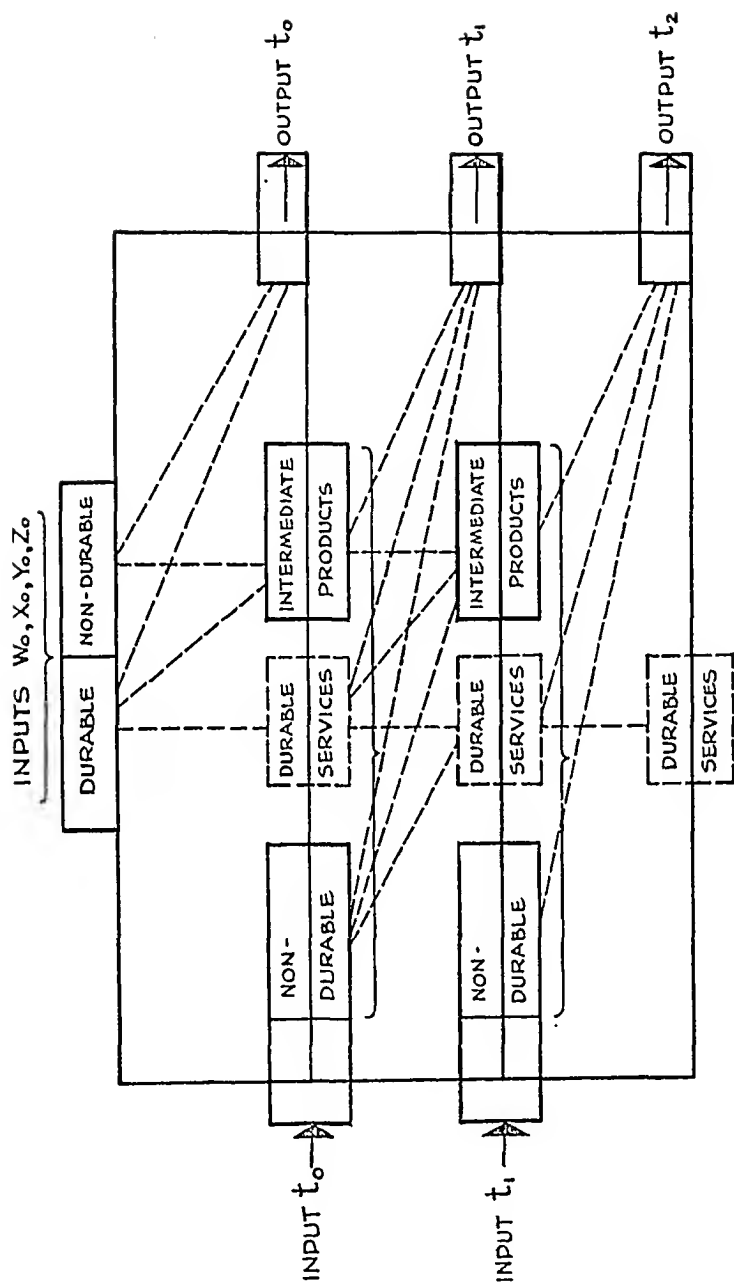 INPUTS W₀, X₀, Y₀, Z₀
DURABLE
NON-DURABLE
INPUT t₀
NON-
DURABLE
DURABLE
SERVICES
INTERMEDIATE
PRODUCTS
OUTPUT t₀
INPUT t₁
NON-
DURABLE
DURABLE
SERVICES
INTERMEDIATE
PRODUCTS
OUTPUT t₁
DURABLE
SERVICES
OUTPUT t₂